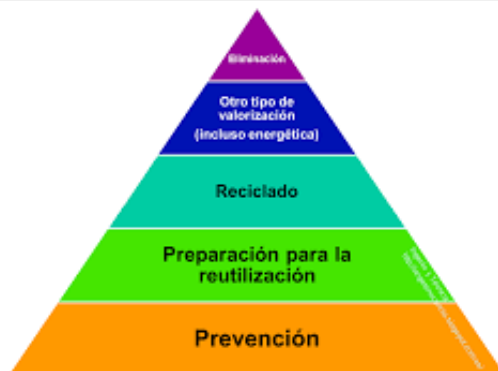 Eliminación
Otro tipo de
valorización
(incluso energética)
Reciclado
Preparación para la
reutilización
Prevención